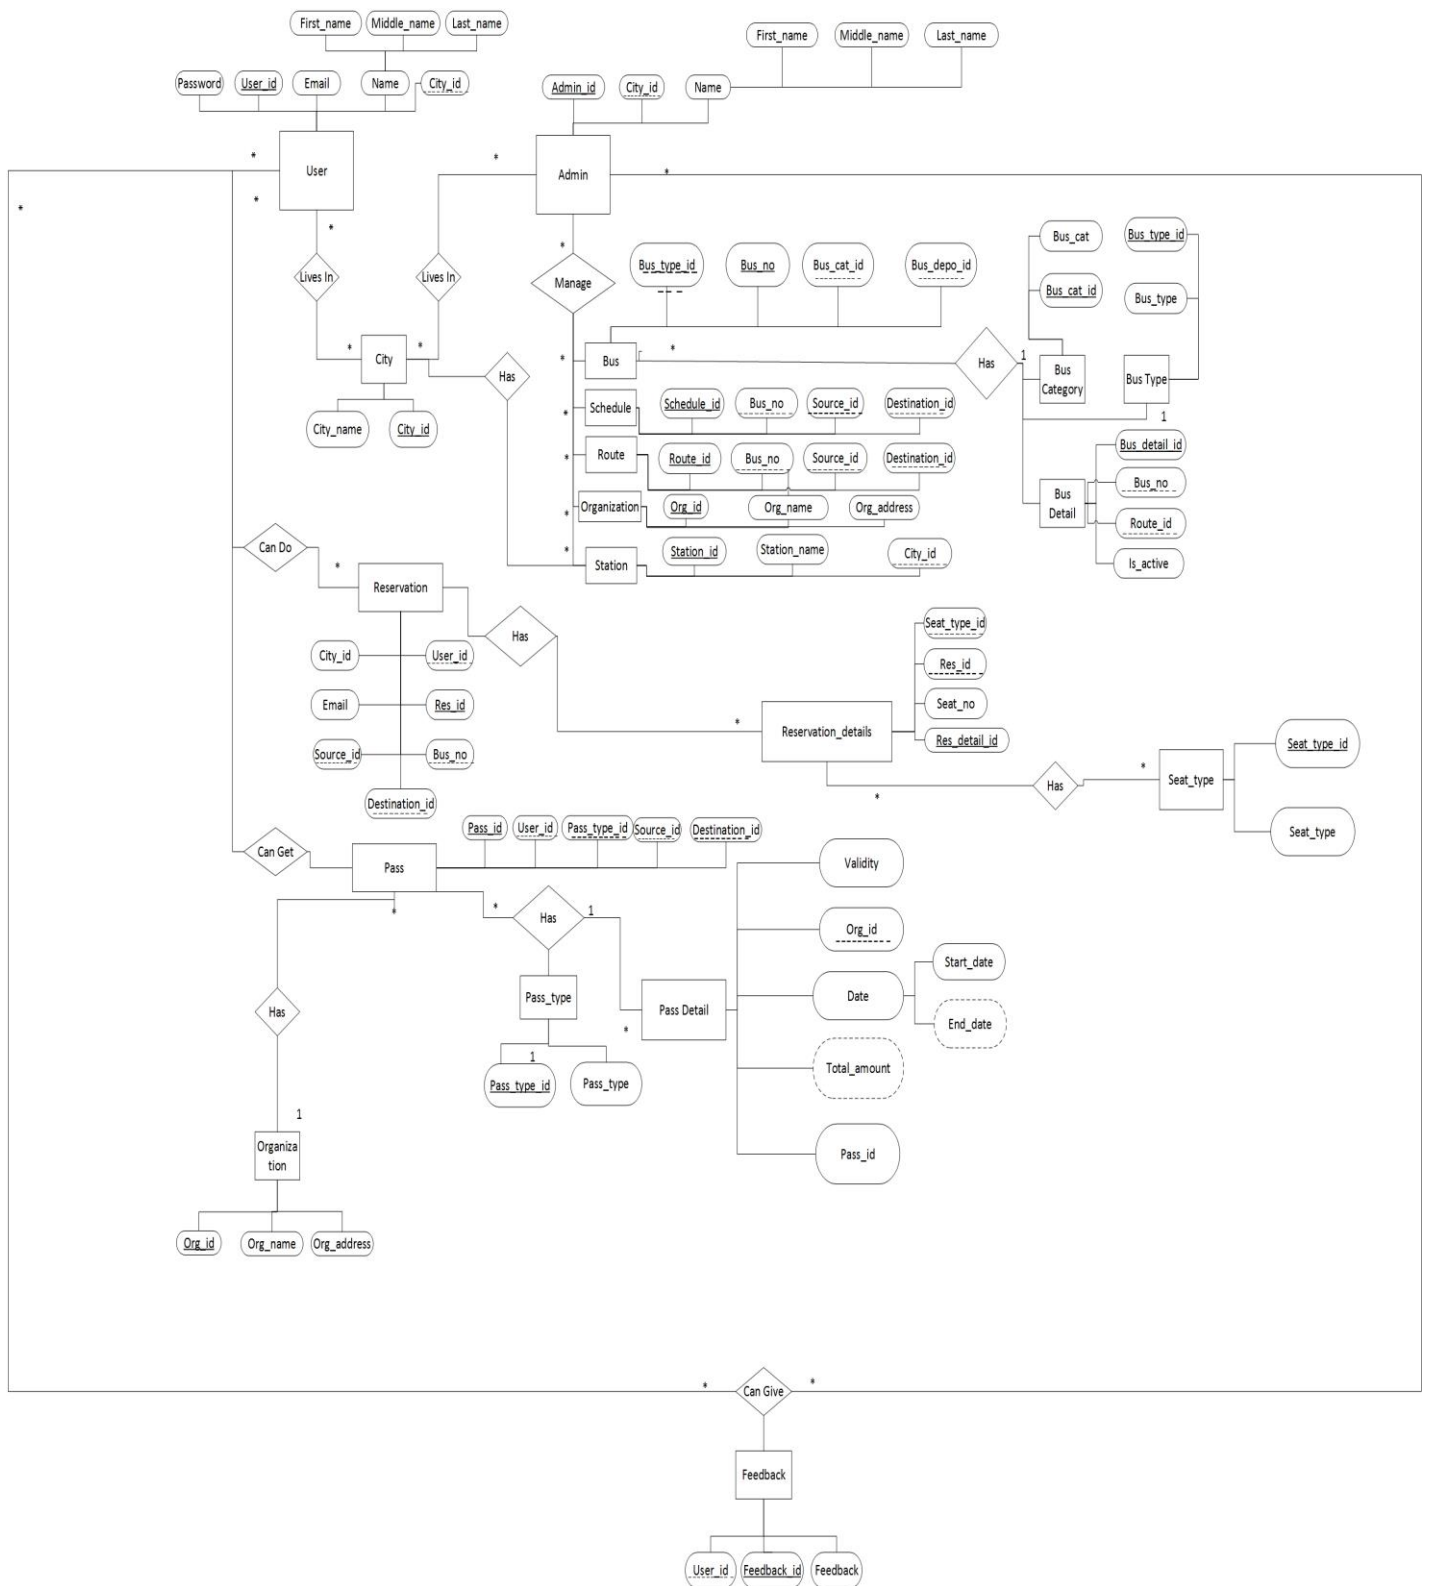 First_name
Middle_name
Last_name
First_name
Middle_name
Last_name
Password
User_id
Email
Name
City_id
Admin_id
City_id
Name
*
User
*
*
*
*
Admin
*
*
*
Lives In
Lives In
Manage
Bus_type_id
Bus_no
Bus_cat_id
Bus_depo_id
Bus_cat
Bus_type_id
Bus_cat_id
Bus_type
*
City
*
Has
*
Bus
*
Has
1
Bus
Category
Bus Type
1
City_name
City_id
*
Schedule
Schedule_id
Bus_no
Source_id
Destination_id
*
Route
Route_id
Bus_no
Source_id
Destination_id
Bus_detail_id
Bus
Detail
Bus_no
Route_id
Is_active
*
Organization
Org_id
Org_name
Org_address
*
Station
Station_id
Station_name
City_id
Can Do
*
Reservation
Has
City_id
User_id
Email
Res_id
Source_id
Bus_no
Destination_id
Seat_type_id
Res_id
Seat_no
Res_detail_id
*
Reservation_details
*
Has
*
Seat_type
Seat_type_id
Seat_type
Can Get
Pass
Pass_id
User_id
Pass_type_id
Source_id
Destination_id
*
*
Has
1
Validity
Org_id
Pass_type
Pass Detail
*
Date
Start_date
End_date
Has
1
Pass_type_id
Pass_type
Total_amount
1
Organiza
tion
Pass_id
Org_id
Org_name
Org_address
*
Can Give
*
Feedback
User_id
Feedback_id
Feedback